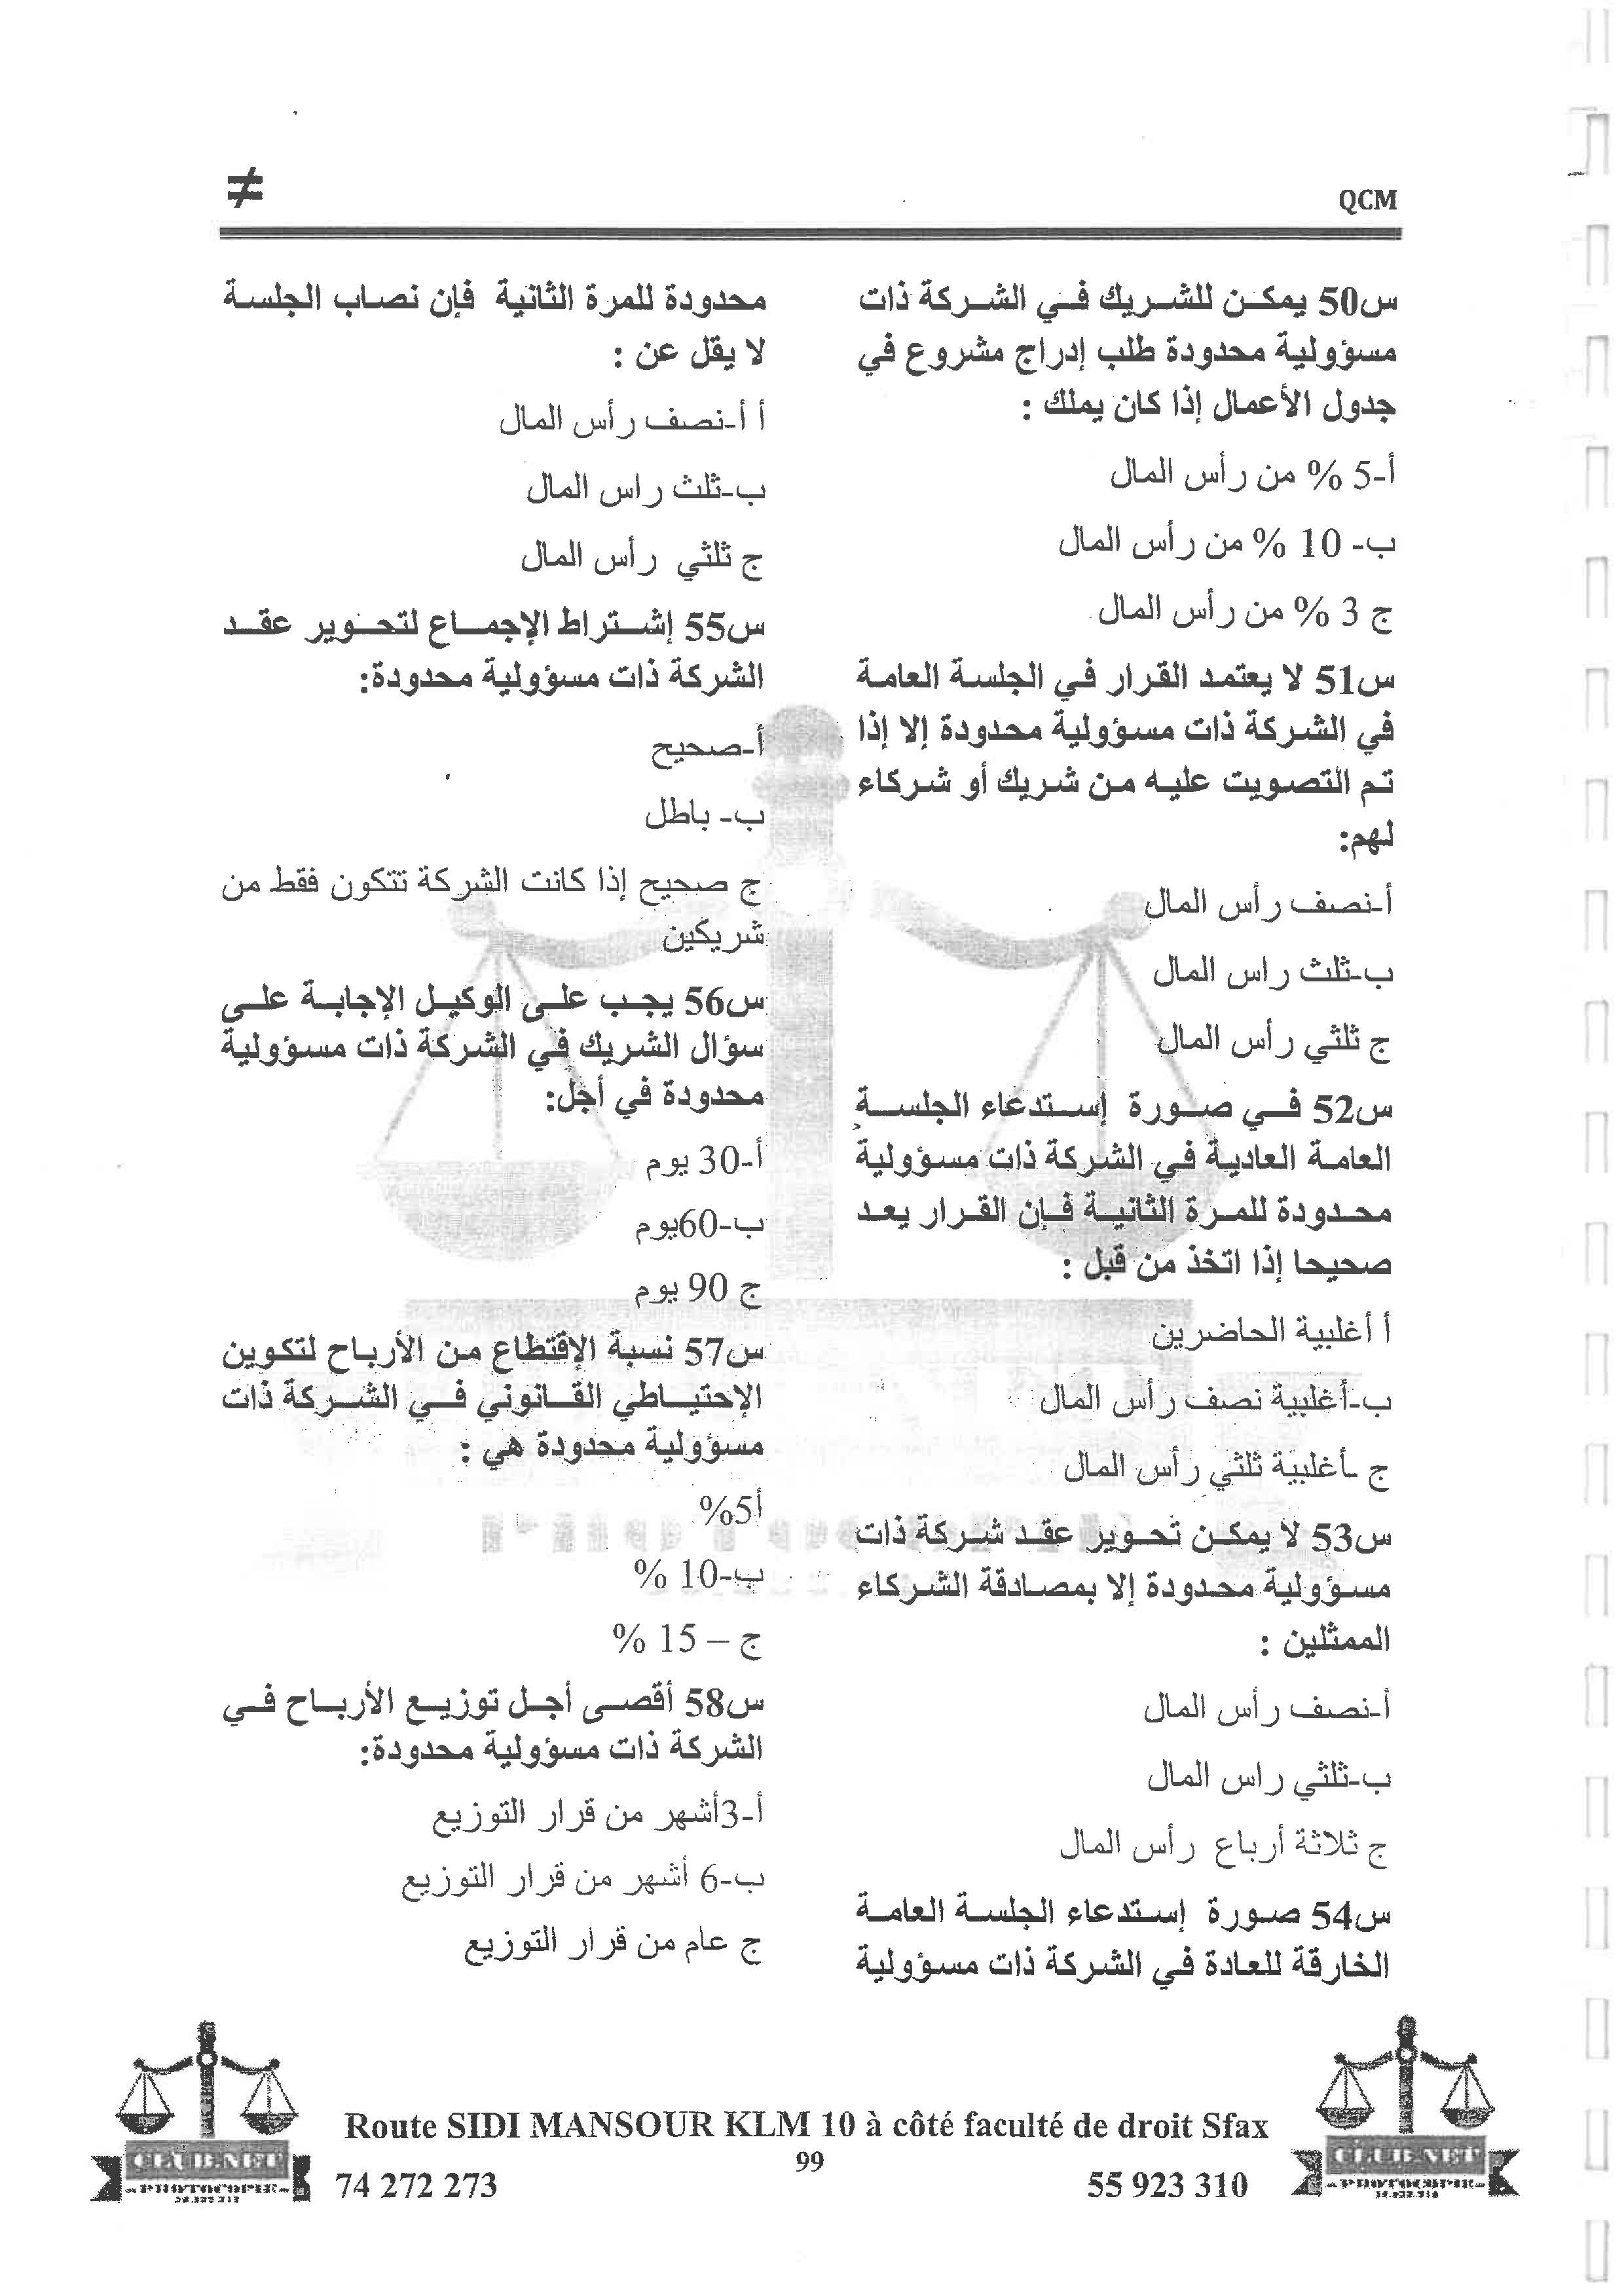 ≠
QCM
س50 يمكن للشريك في الشركة ذات
مسؤولية محدودة طلب إدراج مشروع في
جدول الأعمال إذا كان يملك :
أ-5 % من رأس المال
ب- 10 % من رأس المال
ج 3 % من رأس المال
س51 لا يعتمد القرار في الجلسة العامة
في الشركة ذات مسؤولية محدودة إلا إذا
تم التصويت عليه من شريك أو شركاء
لهم:
أ-نصف رأس المال
ب-ثلث راس المال
ج ثلثي رأس المال
س52 في صورة إستدعاء الجلسة
العامة العادية في الشركة ذات مسؤولية
محدودة للمرة الثانية فإن القرار يعد
صحيحا إذا اتخذ من قبل :
أ أغلبية الحاضرين
ب-أغلبية نصف رأس المال
ج -أغلبية ثلثي رأس المال
س53 لا يمكن تحوير عقد شركة ذات
مسؤولية محدودة إلا بمصادقة الشركاء
الممثلين :
أ-نصف رأس المال
ب-ثلثي راس المال
ج ثلاثة أرباع رأس المال
س54 صورة إستدعاء الجلسة العامة
الخارقة للعادة في الشركة ذات مسؤولية
محدودة للمرة الثانية فإن نصاب الجلسة
لا يقل عن :
أ أ-نصف رأس المال
ب-ثلث راس المال
ج ثلثي رأس المال
س55 إشتراط الإجماع لتحوير عقد
الشركة ذات مسؤولية محدودة:
أ-صحيح
ب- باطل
ج صحيح إذا كانت الشركة تتكون فقط من
شريكين
س56 يجب على الوكيل الإجابة على
سؤال الشريك في الشركة ذات مسؤولية
محدودة في أجل:
أ-30 يوم
ب-60يوم
ج 90 يوم
س57 نسبة الإقتطاع من الأرباح لتكوين
الإحتياطي القانوني في الشركة ذات
مسؤولية محدودة هي :
أ5%
ب-10 %
ج – 15 %
س58 أقصى أجل توزيع الأرباح في
الشركة ذات مسؤولية محدودة:
أ-3أشهر من قرار التوزيع
ب-6 أشهر من قرار التوزيع
ج عام من قرار التوزيع
Route SIDI MANSOUR KLM 10 à côté faculté de droit Sfax
99
74 272 273
55 923 310
CLUB.NET
PHOTOCOPIE
CLUB.NET
PHOTOCOPIE